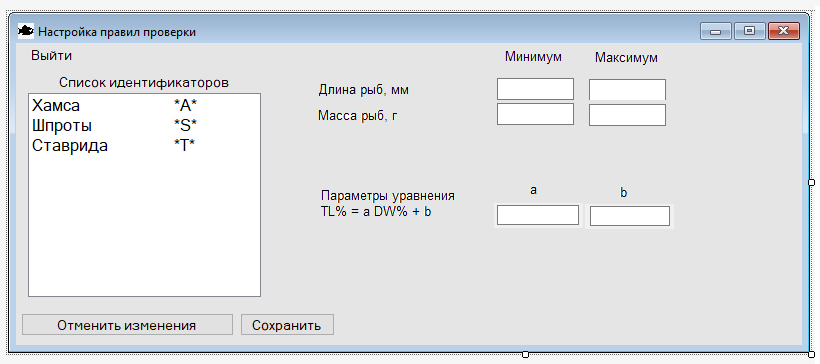 Настройка правил проверки
Выйти
Список идентификаторов
Хамса *A*
Шпроты *S*
Ставрида *T*
Минимум Максимум
Длина рыб, мм
Масса рыб, г
a b
Параметры уравнения
TL% = a DW% + b
Отменить изменения Сохранить